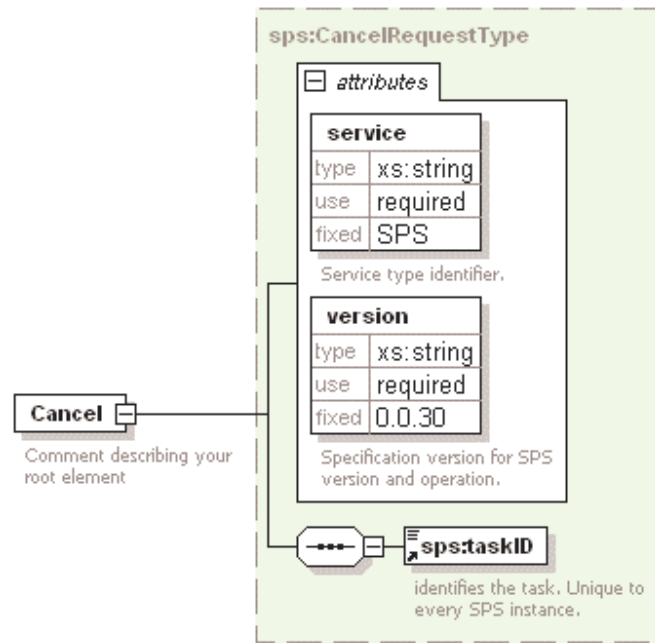 sps:CancelRequestType
attributes
service
type xs:string
use required
fixed SPS
Service type identifier.
version
type xs:string
use required
fixed 0.0.30
Specification version for SPS
version and operation.
Cancel
Comment describing your
root element
sps:taskID
identifies the task. Unique to
every SPS instance.